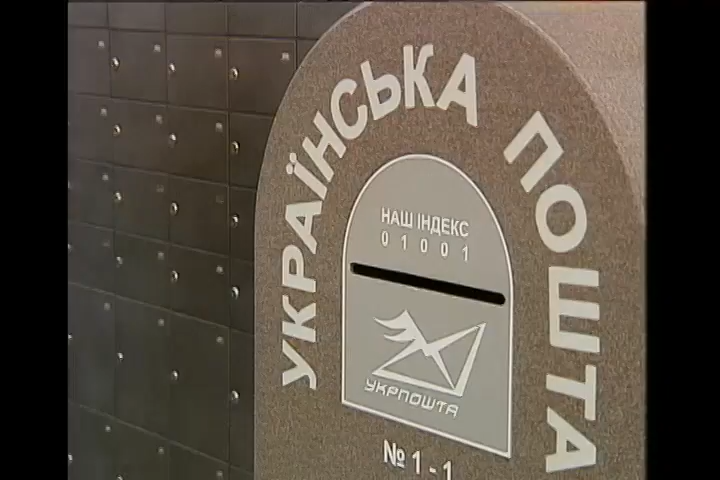 УКРАЇНСЬКА ПОШТА
НАШ ІНДЕКС
01001
УКРПОШТА
№ 1-1